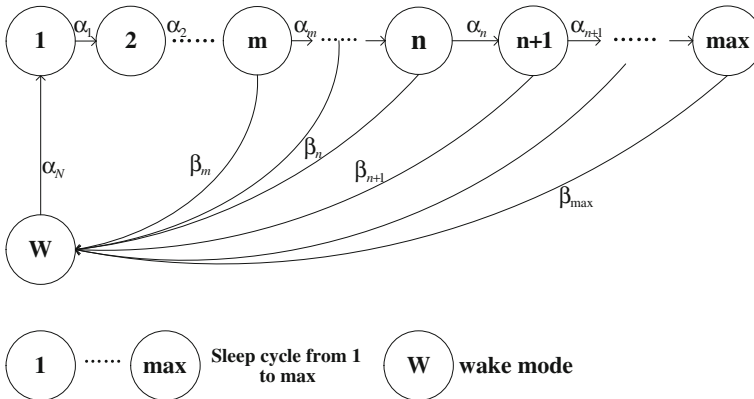 1 α₁ 2 α₂ ...... m αₘ ...... n αₙ n+1 αₙ₊₁ ...... max
βₘ
βₙ
βₙ₊₁
βmax
α_N
W
1 ...... max Sleep cycle from 1
to max
W wake mode